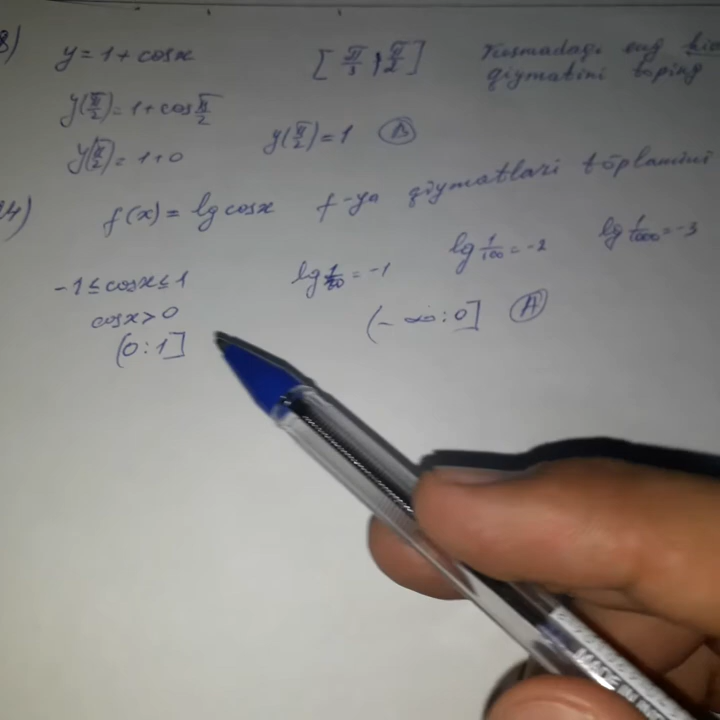 8) y = 1 + cosx [π/3; π/2] kesmadagi eng
qiymatini toping
y(π/2) = 1 + cos π/2
y(π/2) = 1 + 0 y(π/2) = 1 B
24) f(x) = lg cosx f-ya qiymatlari to'plamini
-1 ≤ cosx ≤ 1 lg 1/10 = -1 lg 1/100 = -2 lg 1/1000 = -3
cosx > 0 (-∞:0] A
(0:1]
MADE IN